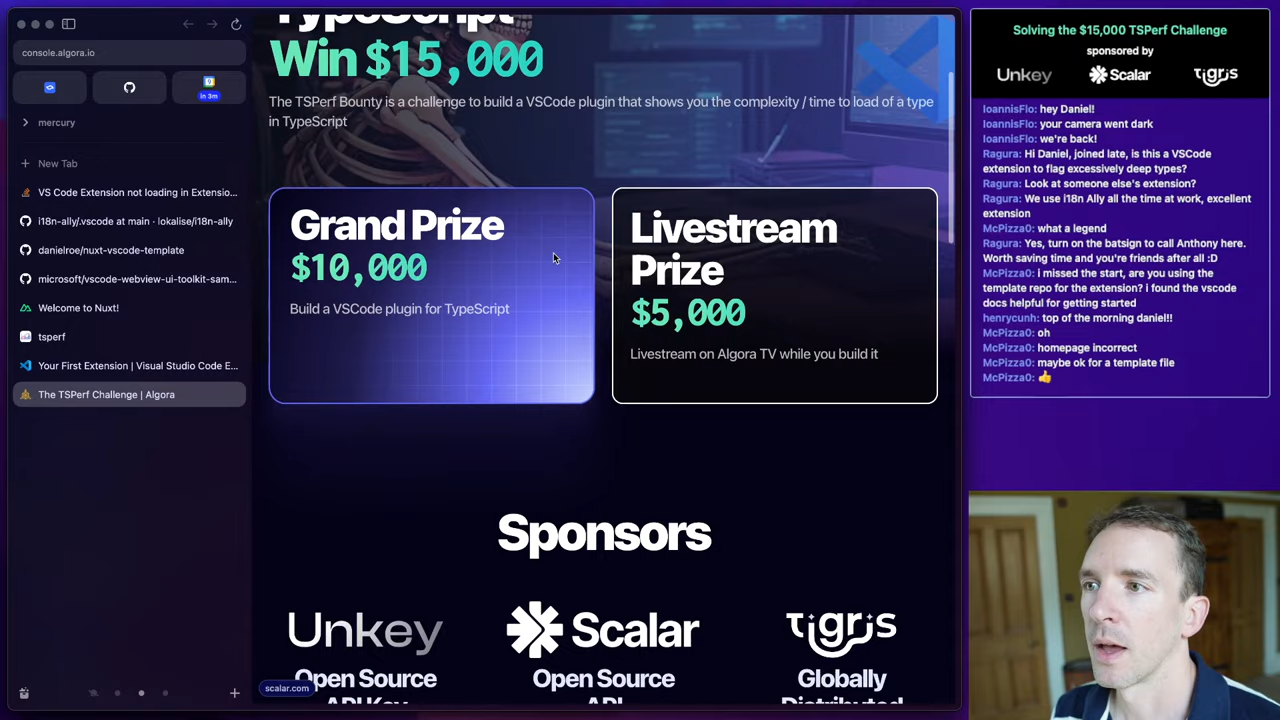 console.algora.io
in 3m
mercury
New Tab
VS Code Extension not loading in Extensio...
i18n-ally/.vscode at main · lokalise/i18n-ally
danielroe/nuxt-vscode-template
microsoft/vscode-webview-ui-toolkit-sam...
Welcome to Nuxt!
tsperf
Your First Extension | Visual Studio Code E...
The TSPerf Challenge | Algora
TypeScript
Win $15,000
The TSPerf Bounty is a challenge to build a VSCode plugin that shows you the complexity / time to load of a type
in TypeScript
Grand Prize
$10,000
Build a VSCode plugin for TypeScript
Livestream
Prize
$5,000
Livestream on Algora TV while you build it
Sponsors
Unkey
Open Source
API Key
Scalar
Open Source
API
tigris
Globally
Distributed
scalar.com
Solving the $15,000 TSPerf Challenge
sponsored by
Unkey Scalar tigris
IoannisFlo: hey Daniel!
IoannisFlo: your camera went dark
IoannisFlo: we're back!
Ragura: Hi Daniel, joined late, is this a VSCode
extension to flag excessively deep types?
Ragura: Look at someone else's extension?
Ragura: We use i18n Ally all the time at work, excellent
extension
McPizza0: what a legend
Ragura: Yes, turn on the batsign to call Anthony here.
Worth saving time and you're friends after all :D
McPizza0: i missed the start, are you using the
template repo for the extension? i found the vscode
docs helpful for getting started
henrycunh: top of the morning daniel!!
McPizza0: oh
McPizza0: homepage incorrect
McPizza0: maybe ok for a template file
McPizza0: 👍